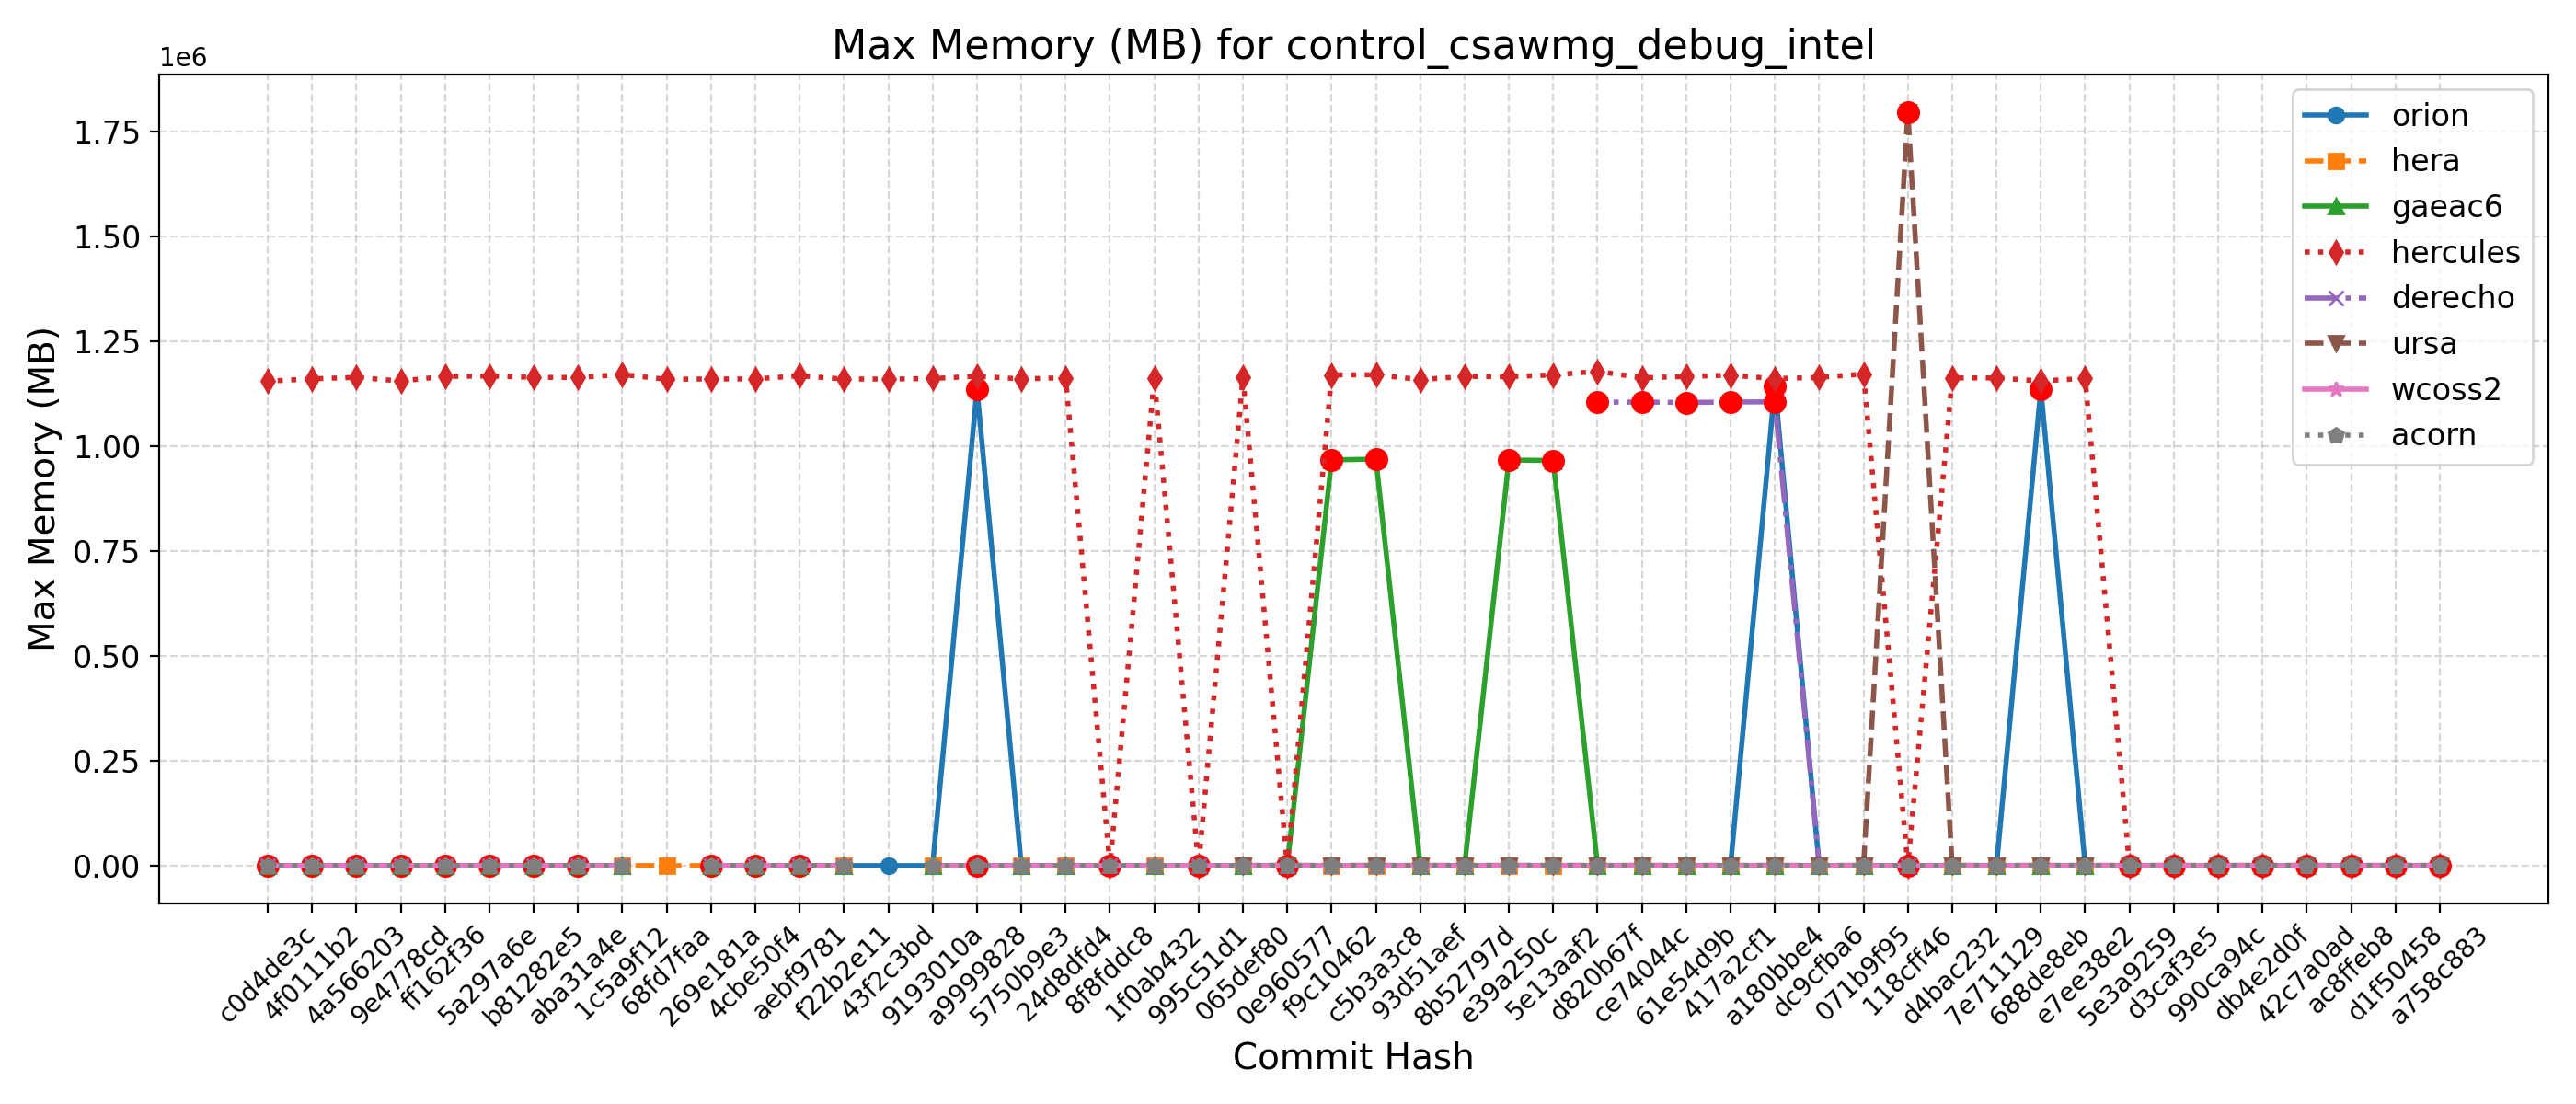 Max Memory (MB) for control_csawmg_debug_intel
1e6
1.75
1.50
1.25
1.00
0.75
0.50
0.25
0.00
Max Memory (MB)
orion
hera
gaeac6
hercules
derecho
ursa
wcoss2
acorn
c0d4de3c
4f0111b2
4a566203
9e4778cd
ff162f36
5a297a6e
b81282e5
aba31a4e
1c5a9f12
68fd7faa
269e181a
4cbe50f4
aebf9781
f22b2e11
43f2c3bd
9193010a
a9999828
5750b9e3
24d8dfd4
8f8fddc8
1f0ab432
995c51d1
065def80
0e960577
f9c10462
c5b3a3c8
93d51aef
8b52797d
e39a250c
5e13aaf2
d820b67f
ce74044c
61e54d9b
417a2cf1
a180bbe4
dc9cfba6
071b9f95
118cff46
d4bac232
7e711129
688de8eb
e7ee38e2
5e3a9259
d3caf3e5
990ca94c
db4e2d0f
42c7a0ad
ac8ffeb8
d1f50458
a758c883
Commit Hash